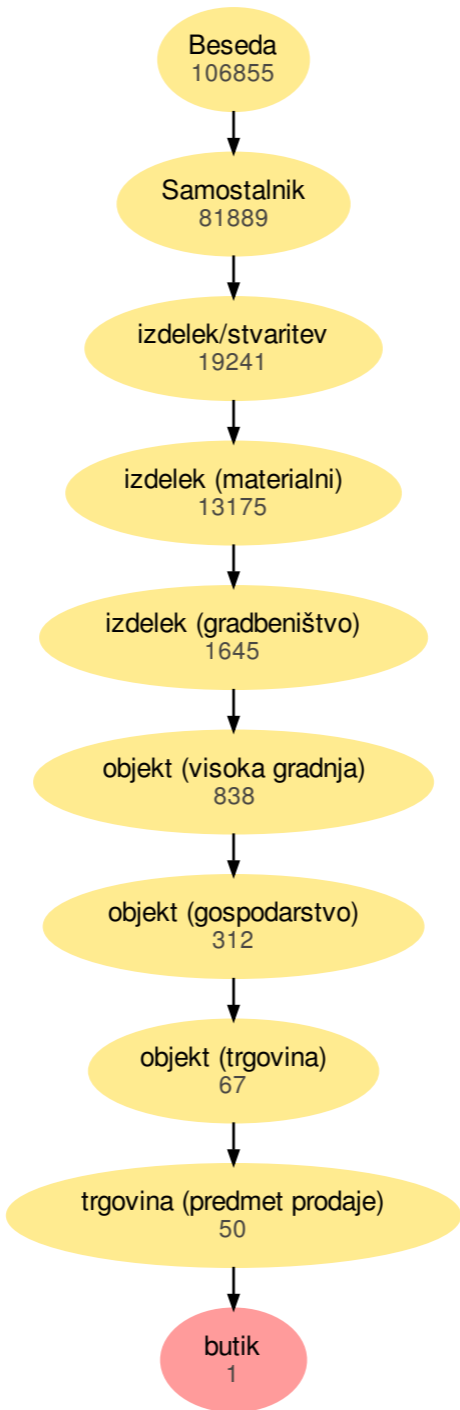 Beseda
106855
Samostalnik
81889
izdelek/stvaritev
19241
izdelek (materialni)
13175
izdelek (gradbeništvo)
1645
objekt (visoka gradnja)
838
objekt (gospodarstvo)
312
objekt (trgovina)
67
trgovina (predmet prodaje)
50
butik
1